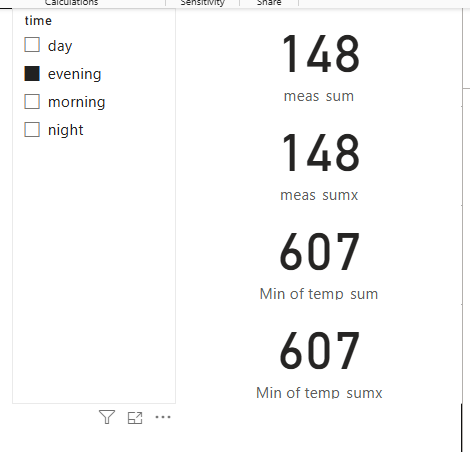 Calculations
Sensitivity
Share
time
day
evening
morning
night
148
meas sum
148
meas sumx
607
Min of temp sum
607
Min of temp sumx